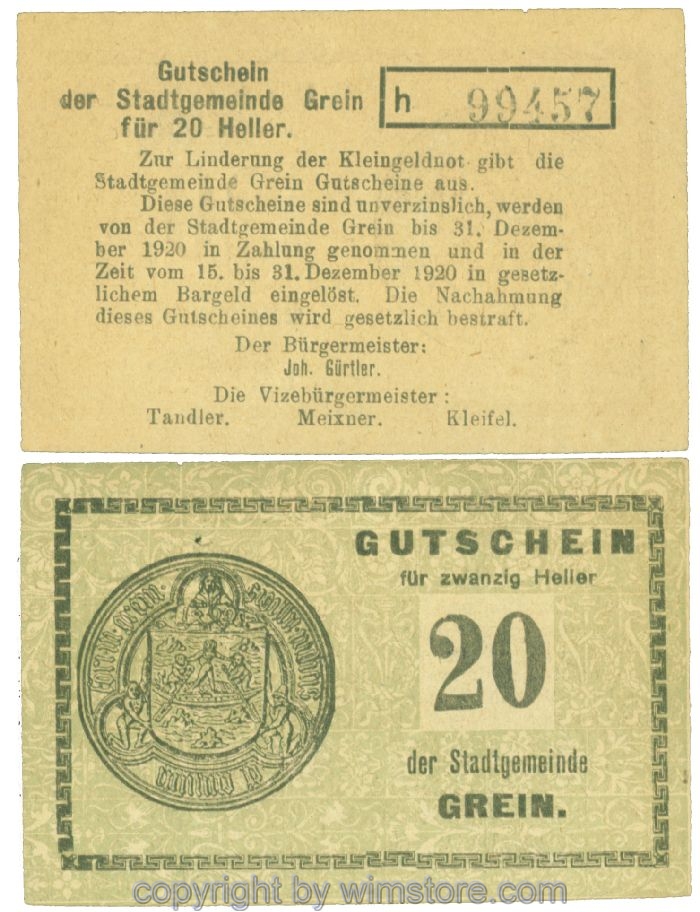 Gutschein
der Stadtgemeinde Grein
für 20 Heller.
h 99457
Zur Linderung der Kleingeldnot gibt die
Stadtgemeinde Grein Gutscheine aus.
Diese Gutscheine sind unverzinslich, werden
von der Stadtgemeinde Grein bis 31. Dezem-
ber 1920 in Zahlung genommen und in der
Zeit vom 15. bis 31. Dezember 1920 in gesetz-
lichem Bargeld eingelöst. Die Nachahmung
dieses Gutscheines wird gesetzlich bestraft.
Der Bürgermeister:
Joh. Gürtler.
Die Vizebürgermeister:
Tandler. Meixner. Kleifel.
GUTSCHEIN
für zwanzig Heller
20
der Stadtgemeinde
GREIN.
copyright by wimstore.com